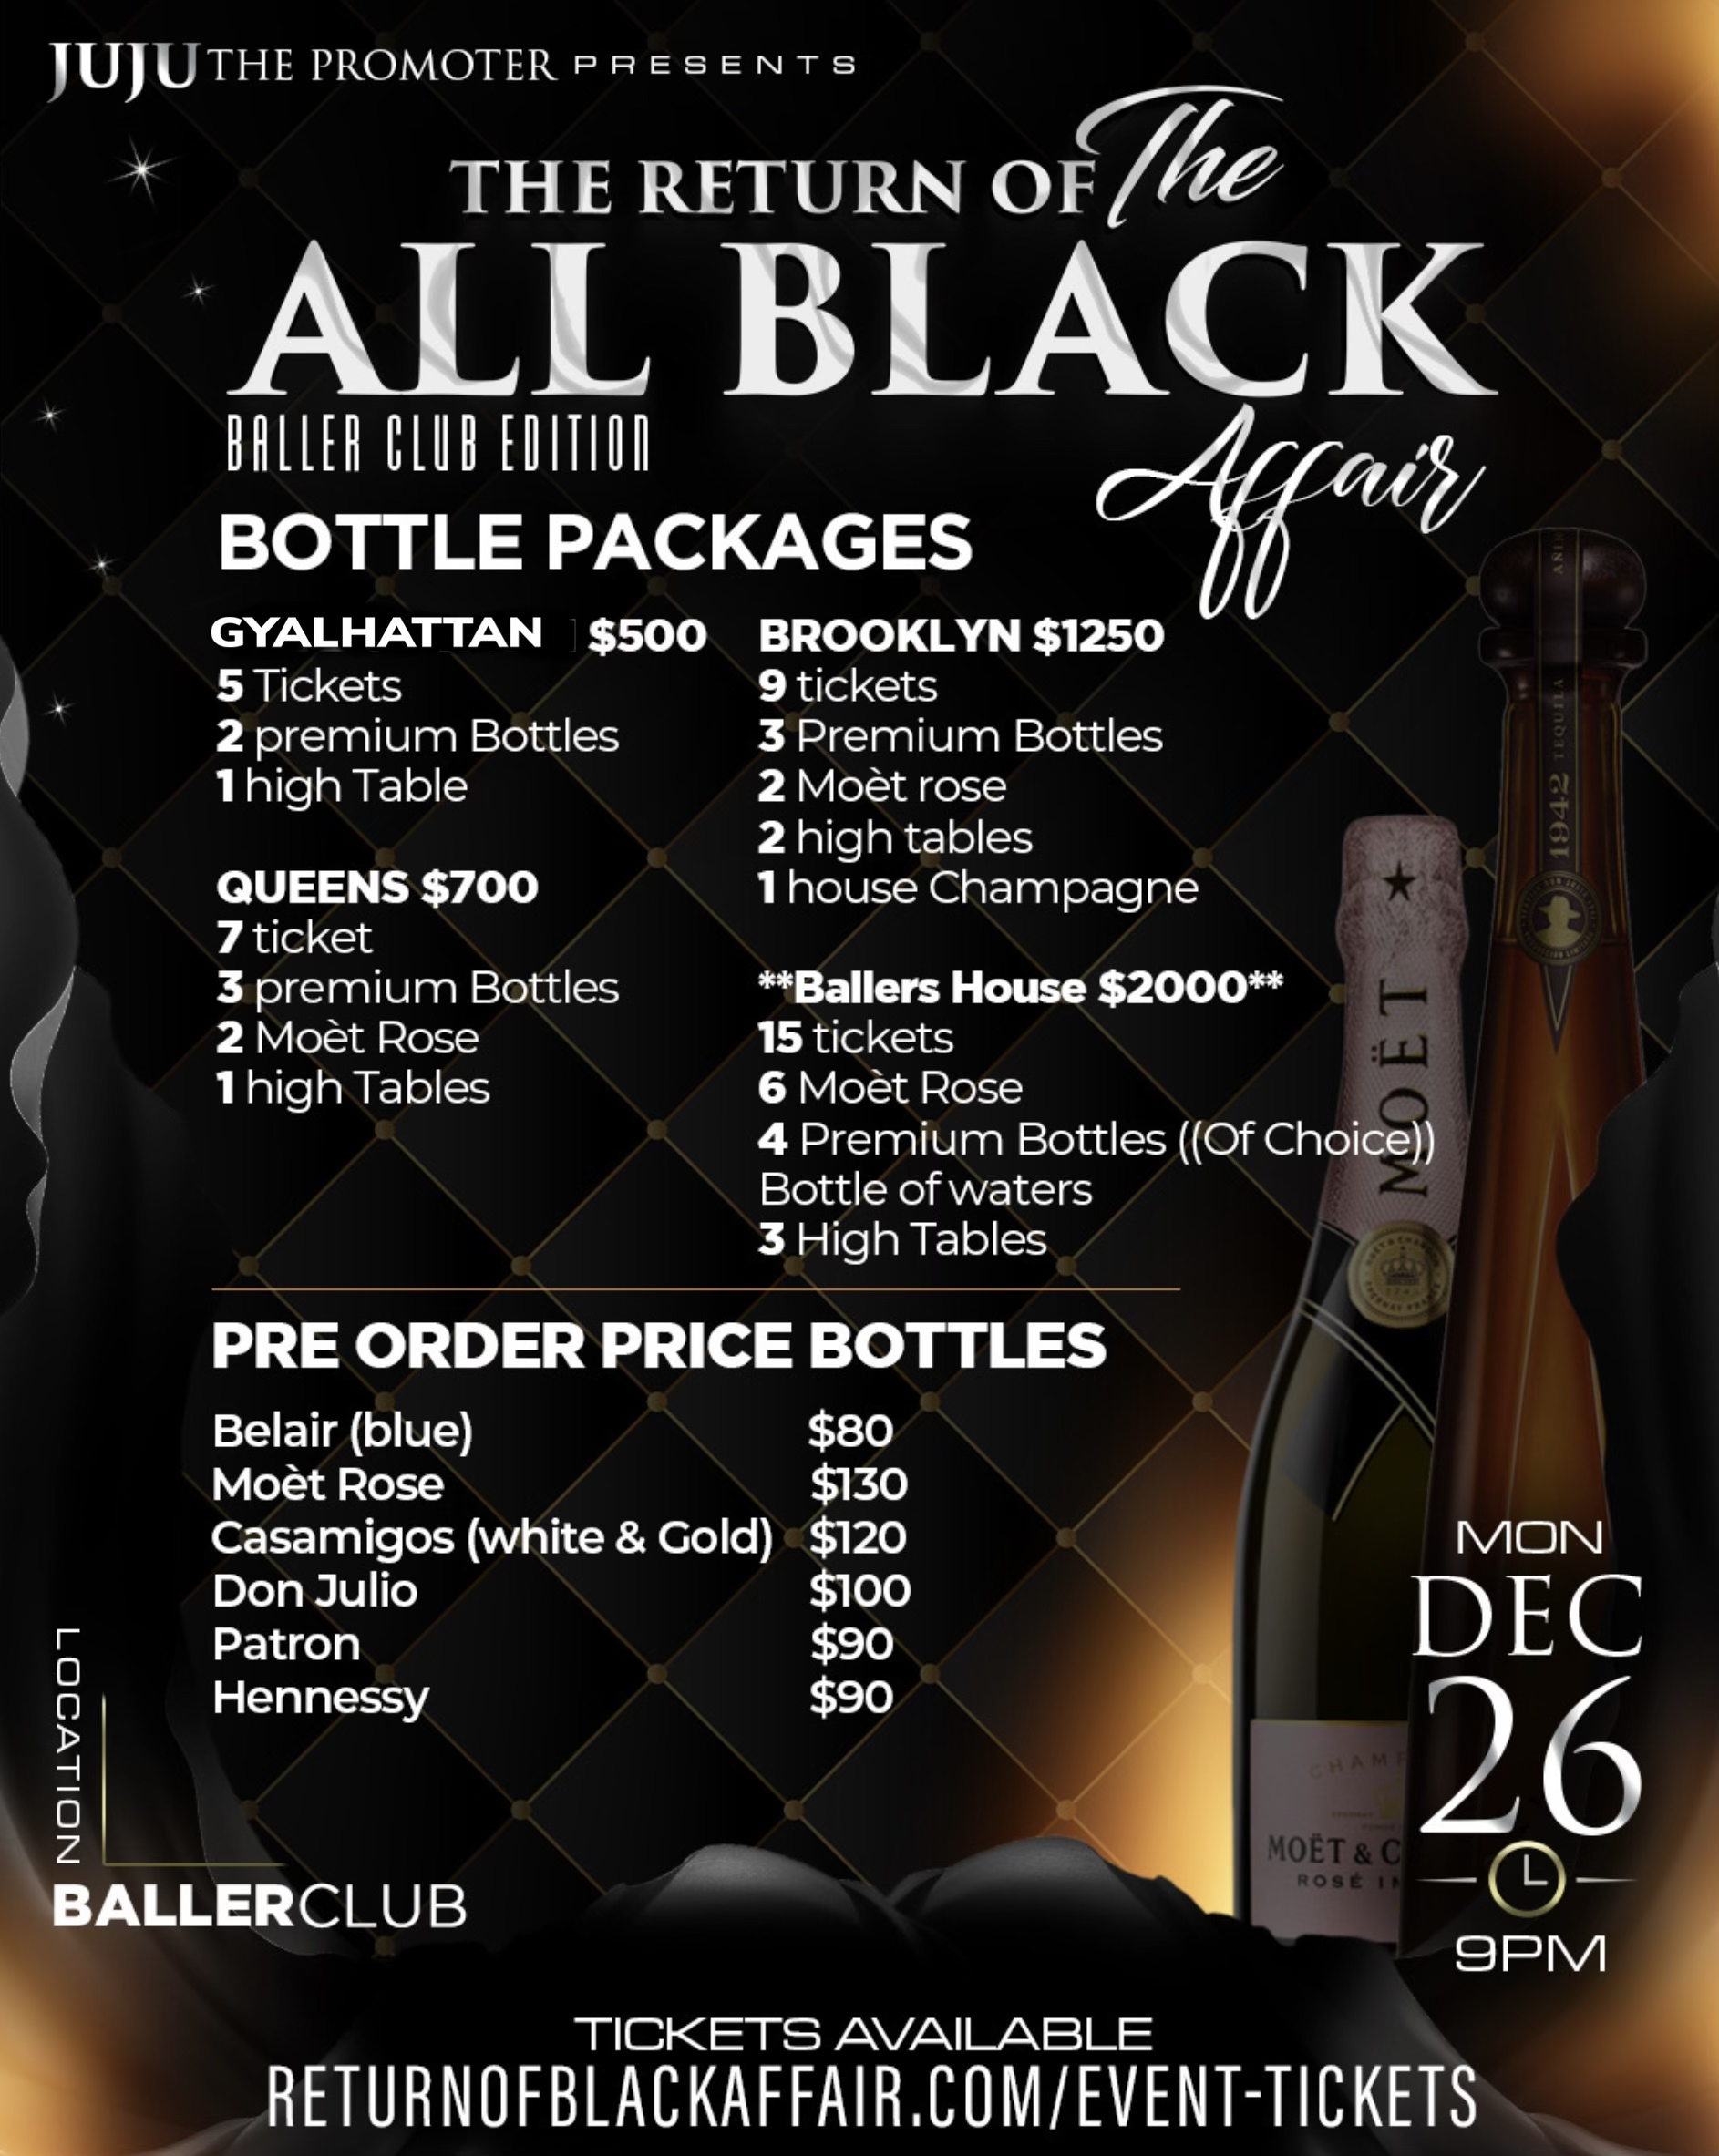 JUJU THE PROMOTER PRESENTS
THE RETURN OF The
ALL BLACK
Affair
BALLER CLUB EDITION
BOTTLE PACKAGES
GYALHATTAN $500
5 Tickets
2 premium Bottles
1 high Table
QUEENS $700
7 ticket
3 premium Bottles
2 Moèt Rose
1 high Tables
BROOKLYN $1250
9 tickets
3 Premium Bottles
2 Moèt rose
2 high tables
1 house Champagne
**Ballers House $2000**
15 tickets
6 Moèt Rose
4 Premium Bottles ((Of Choice))
Bottle of waters
3 High Tables
PRE ORDER PRICE BOTTLES
Belair (blue) $80
Moèt Rose $130
Casamigos (white & Gold) $120
Don Julio $100
Patron $90
Hennessy $90
1942 TEQUILA
MOËT
CHAMP
MOËT & C
ROSÉ IM
MON
DEC
26
9PM
LOCATION
BALLERCLUB
TICKETS AVAILABLE
RETURNOFBLACKAFFAIR.COM/EVENT-TICKETS